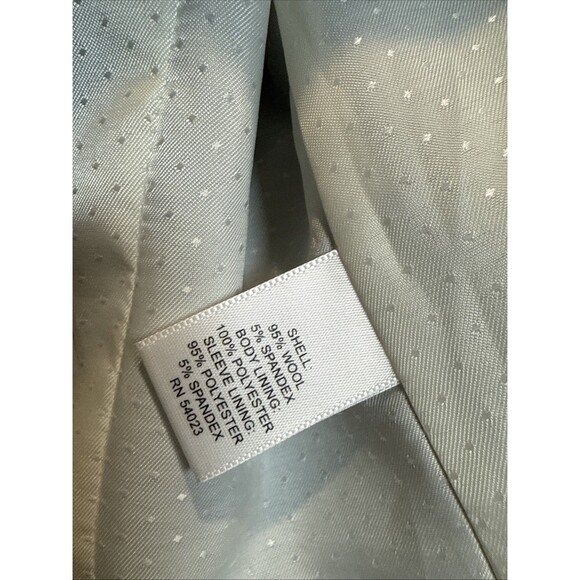 SHELL:
95% WOOL
5% SPANDEX
BODY LINING:
100% POLYESTER
SLEEVE LINING:
95% POLYESTER
5% SPANDEX
RN 54023